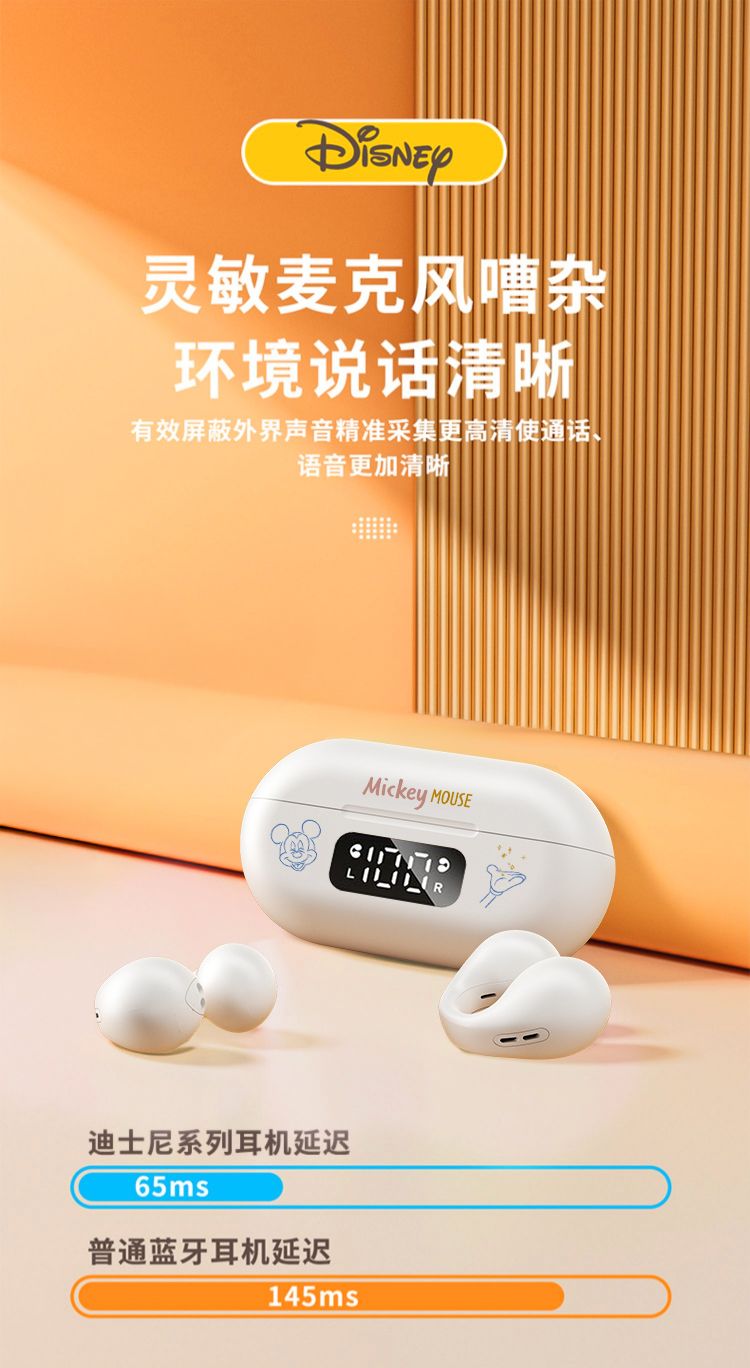 Disney
灵敏麦克风嘈杂
环境说话清晰
有效屏蔽外界声音精准采集更高清使通话、
语音更加清晰
Mickey MOUSE
L 100 R
迪士尼系列耳机延迟
65ms
普通蓝牙耳机延迟
145ms